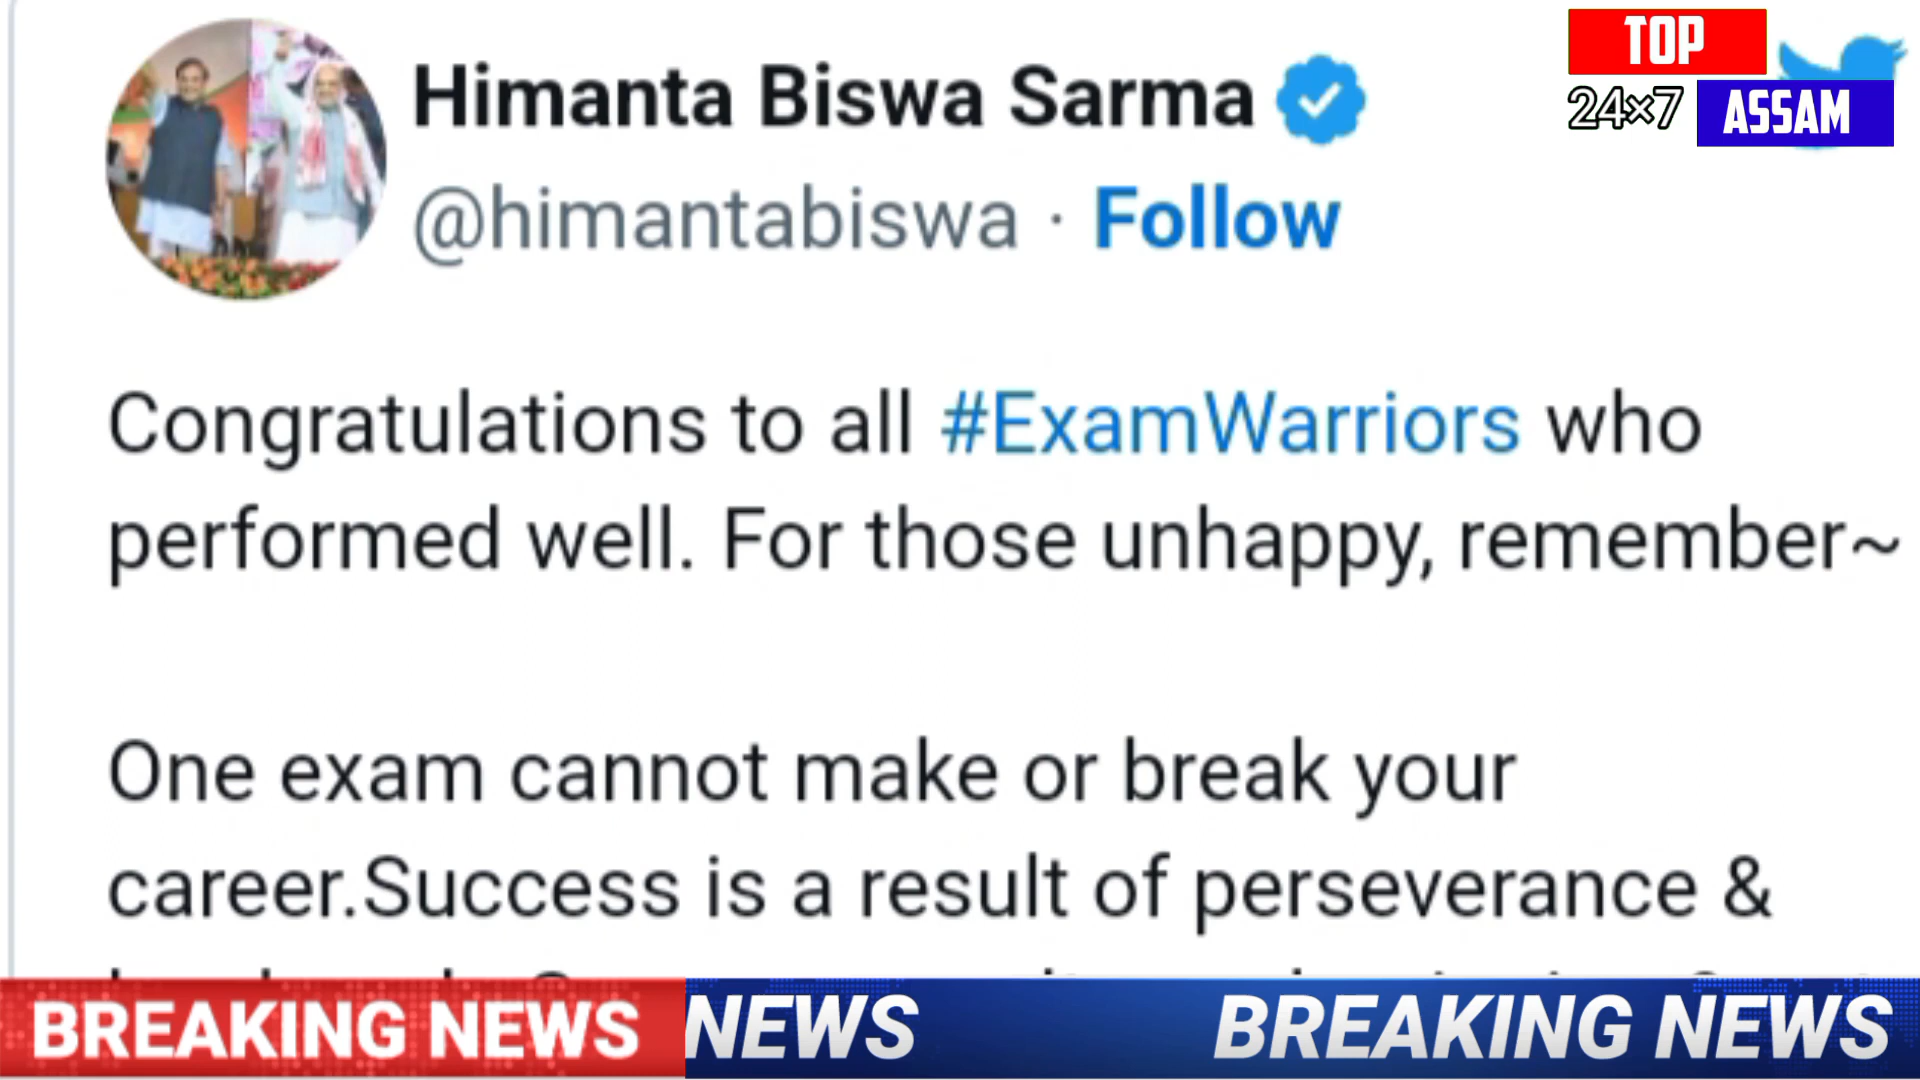 Himanta Biswa Sarma
@himantabiswa · Follow
TOP
24×7 ASSAM
Congratulations to all #ExamWarriors who
performed well. For those unhappy, remember~
One exam cannot make or break your
career.Success is a result of perseverance &
BREAKING NEWS NEWS BREAKING NEWS